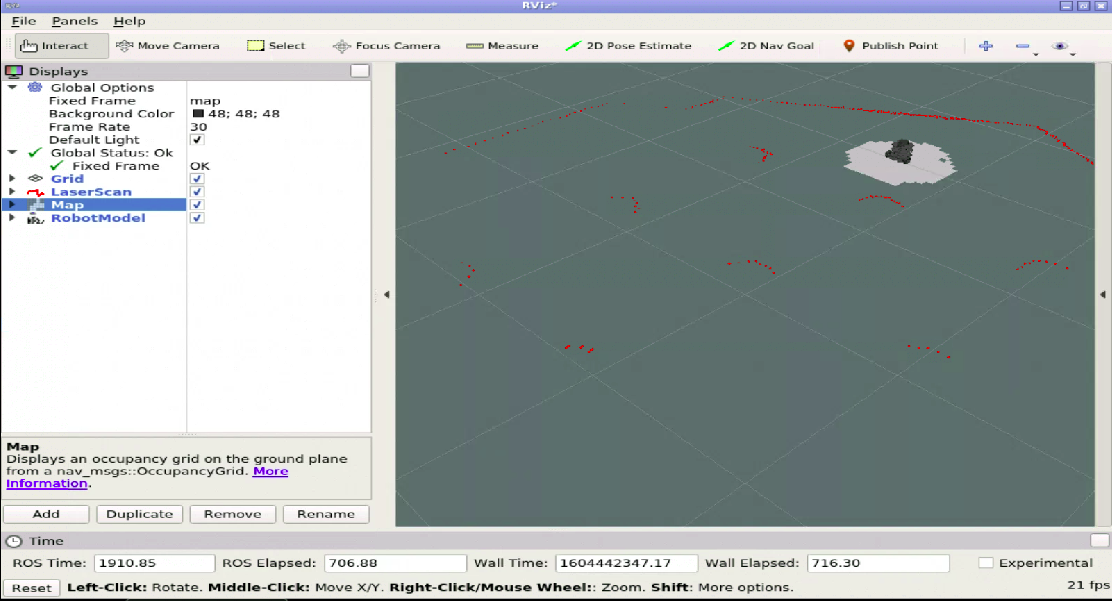 RViz*
File Panels Help
Interact Move Camera Select Focus Camera Measure 2D Pose Estimate 2D Nav Goal Publish Point
Displays
Global Options
Fixed Frame map
Background Color 48; 48; 48
Frame Rate 30
Default Light
Global Status: Ok
Fixed Frame OK
Grid
LaserScan
Map
RobotModel
Map
Displays an occupancy grid on the ground plane
from a nav_msgs::OccupancyGrid. More
Information.
Add Duplicate Remove Rename
Time
ROS Time: 1910.85 ROS Elapsed: 706.88 Wall Time: 1604442347.17 Wall Elapsed: 716.30 Experimental
Reset Left-Click: Rotate. Middle-Click: Move X/Y. Right-Click/Mouse Wheel:: Zoom. Shift: More options. 21 fps